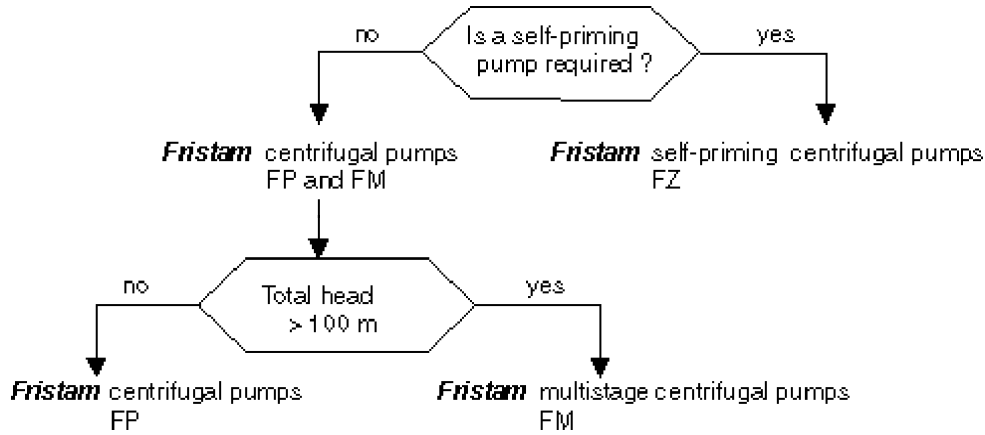 no
Is a self-priming
yes
pump required ?
Fristam centrifugal pumps
FP and FM
Fristam self-priming centrifugal pumps
FZ
no
Total head
> 100 m
yes
Fristam centrifugal pumps
FP
Fristam multistage centrifugal pumps
FM